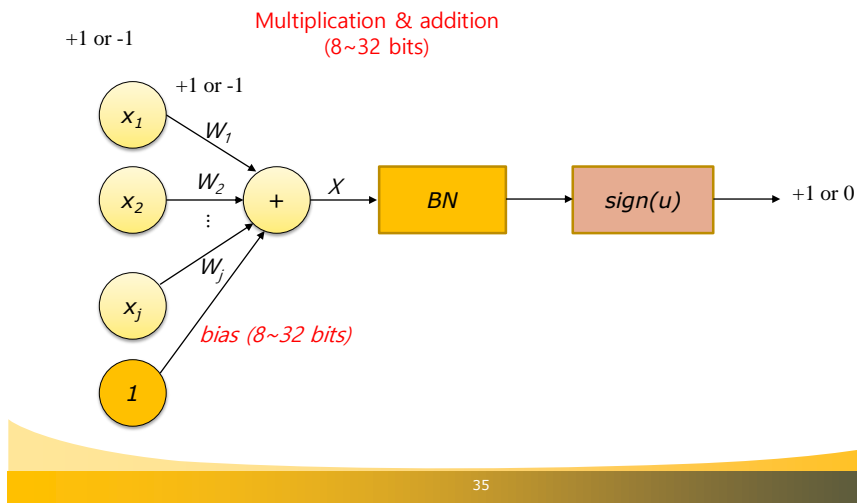 Multiplication & addition
(8~32 bits)
+1 or -1
+1 or -1
x1
W1
x2
W2
⋮
+
X
BN
sign(u)
+1 or 0
xj
Wj
bias (8~32 bits)
1
35